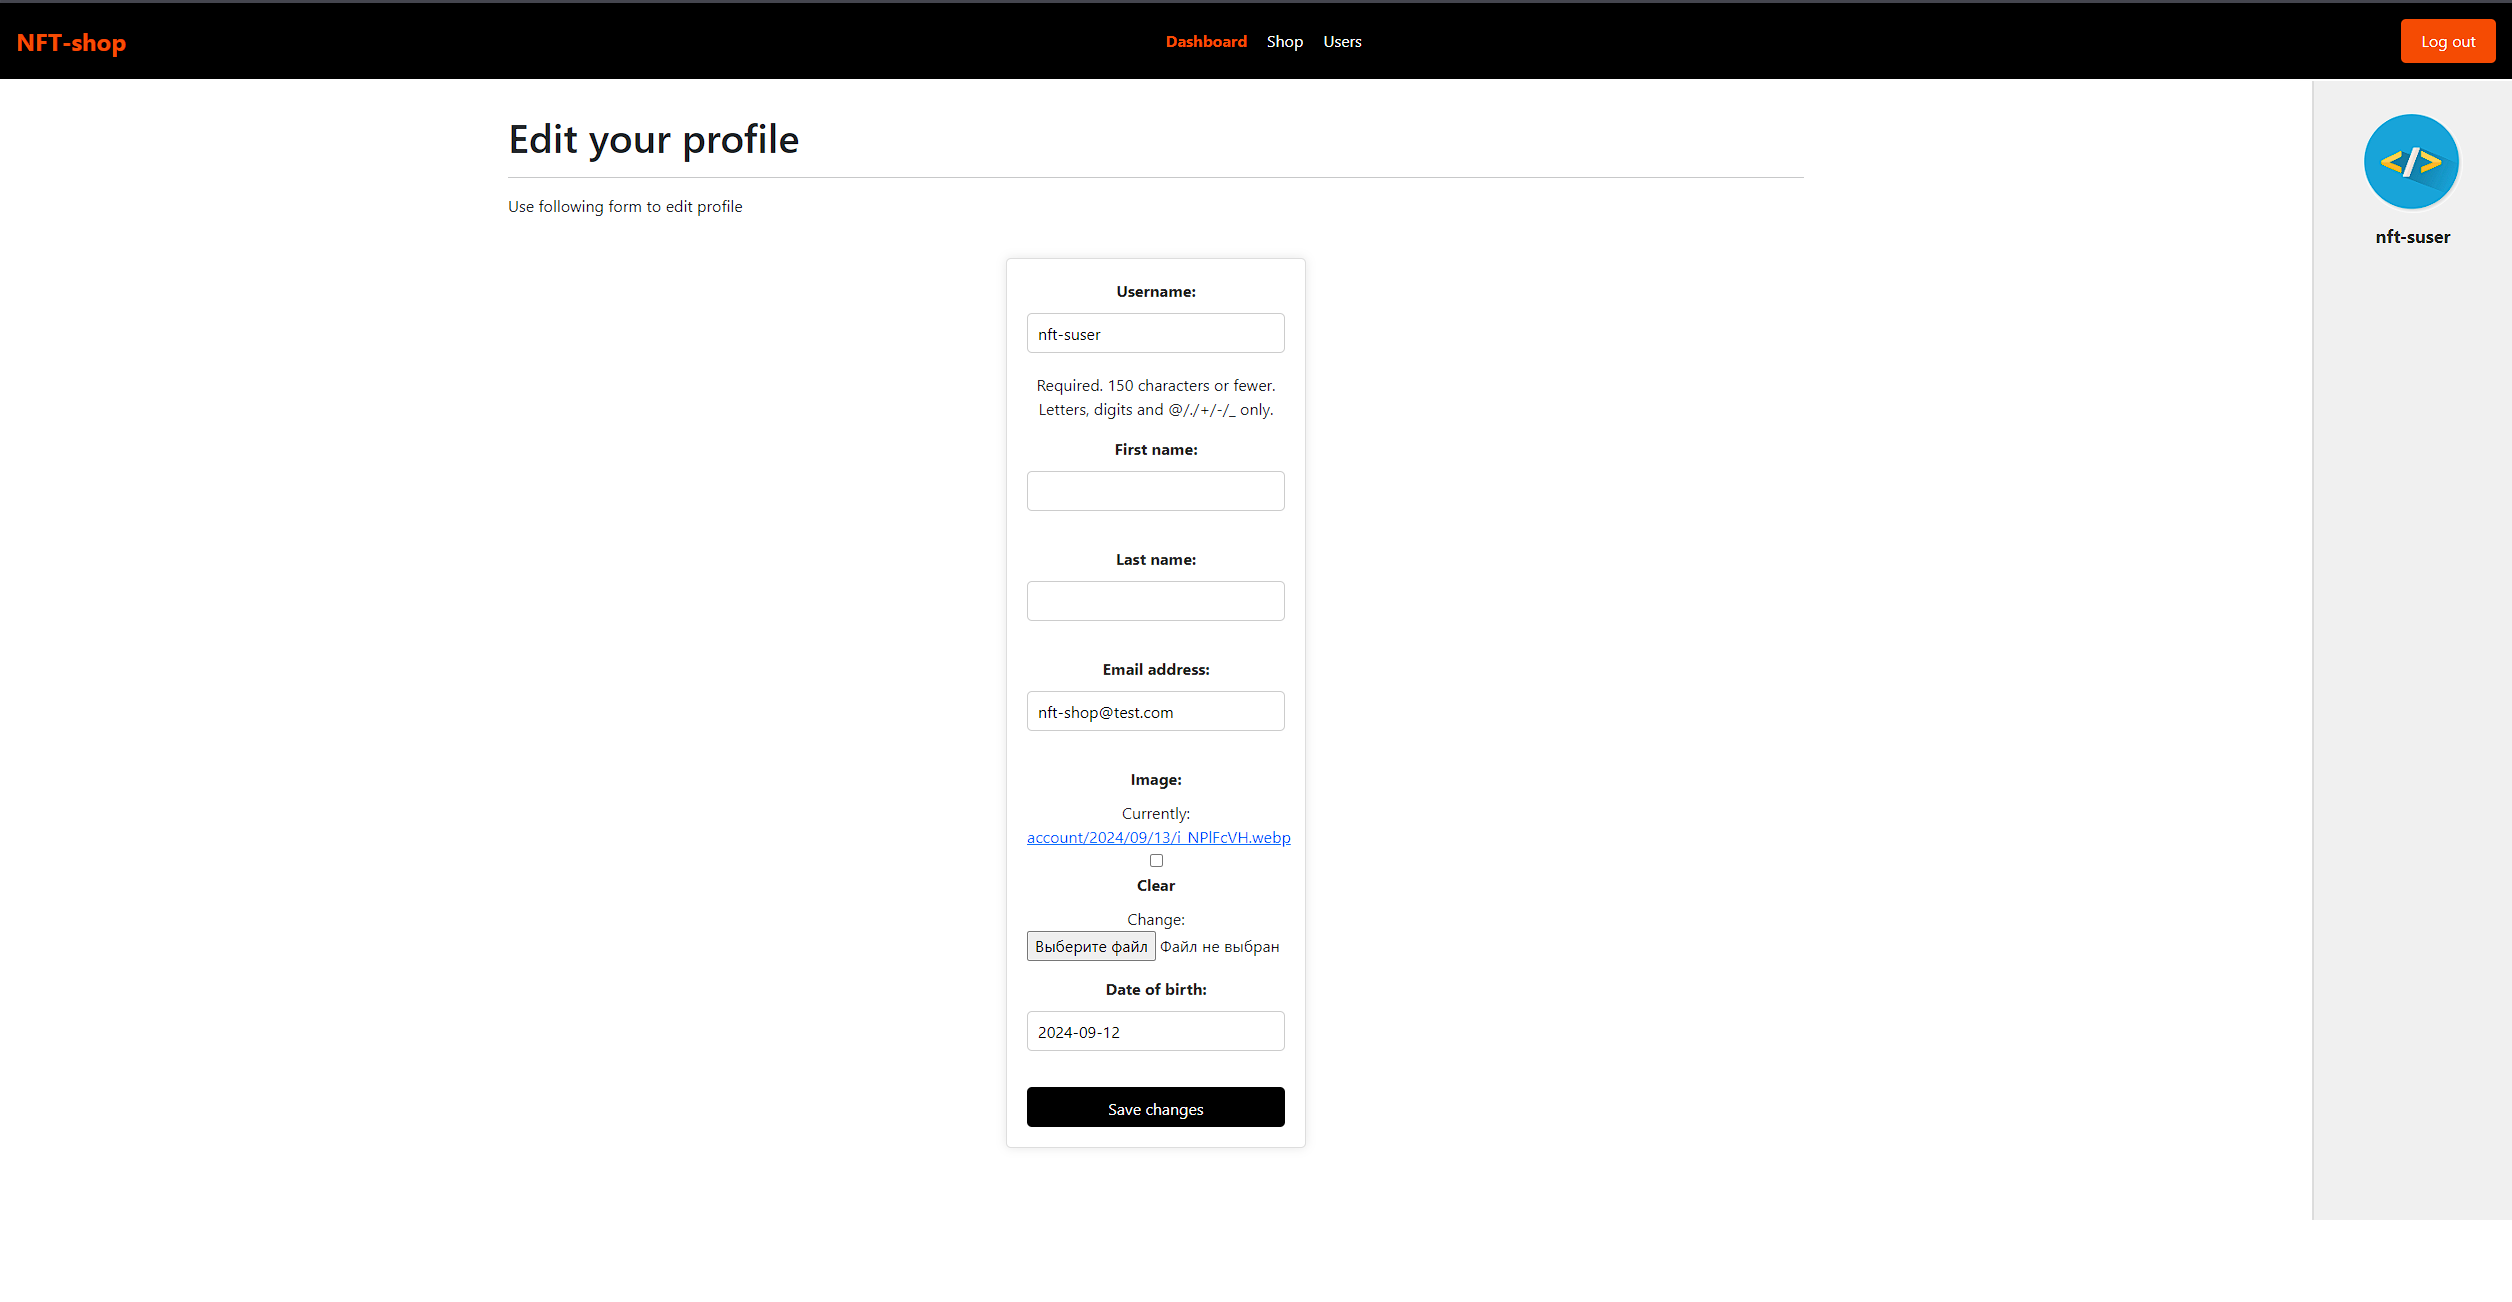 NFT-shop
Dashboard Shop Users
Log out
Edit your profile
Use following form to edit profile
</>
nft-suser
Username:
nft-suser
Required. 150 characters or fewer.
Letters, digits and @/./+/-/_ only.
First name:
Last name:
Email address:
nft-shop@test.com
Image:
Currently:
account/2024/09/13/i_NPlFcVH.webp
Clear
Change:
Выберите файл Файл не выбран
Date of birth:
2024-09-12
Save changes